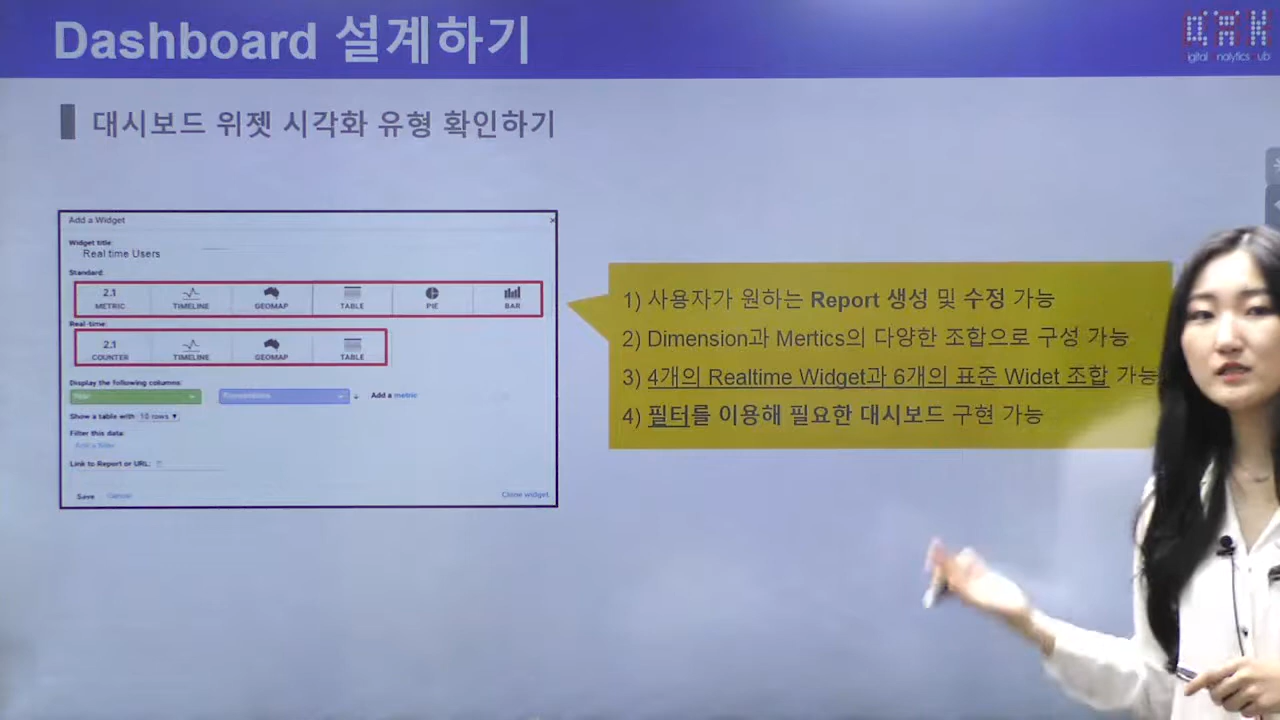 Dashboard 설계하기
Digital Analytics Hub
대시보드 위젯 시각화 유형 확인하기
Add a Widget
Widget title:
Real time Users
Standard:
2.1
METRIC TIMELINE GEOMAP TABLE PIE BAR
Real-time:
2.1
COUNTER TIMELINE GEOMAP TABLE
Display the following columns:
Add a metric
Show a table with 10 rows ▼
Filter this data:
Add a filter
Link to Report or URL:
Save Cancel
Clone widget
1) 사용자가 원하는 Report 생성 및 수정 가능
2) Dimension과 Mertics의 다양한 조합으로 구성 가능
3) 4개의 Realtime Widget과 6개의 표준 Widet 조합 가능
4) 필터를 이용해 필요한 대시보드 구현 가능